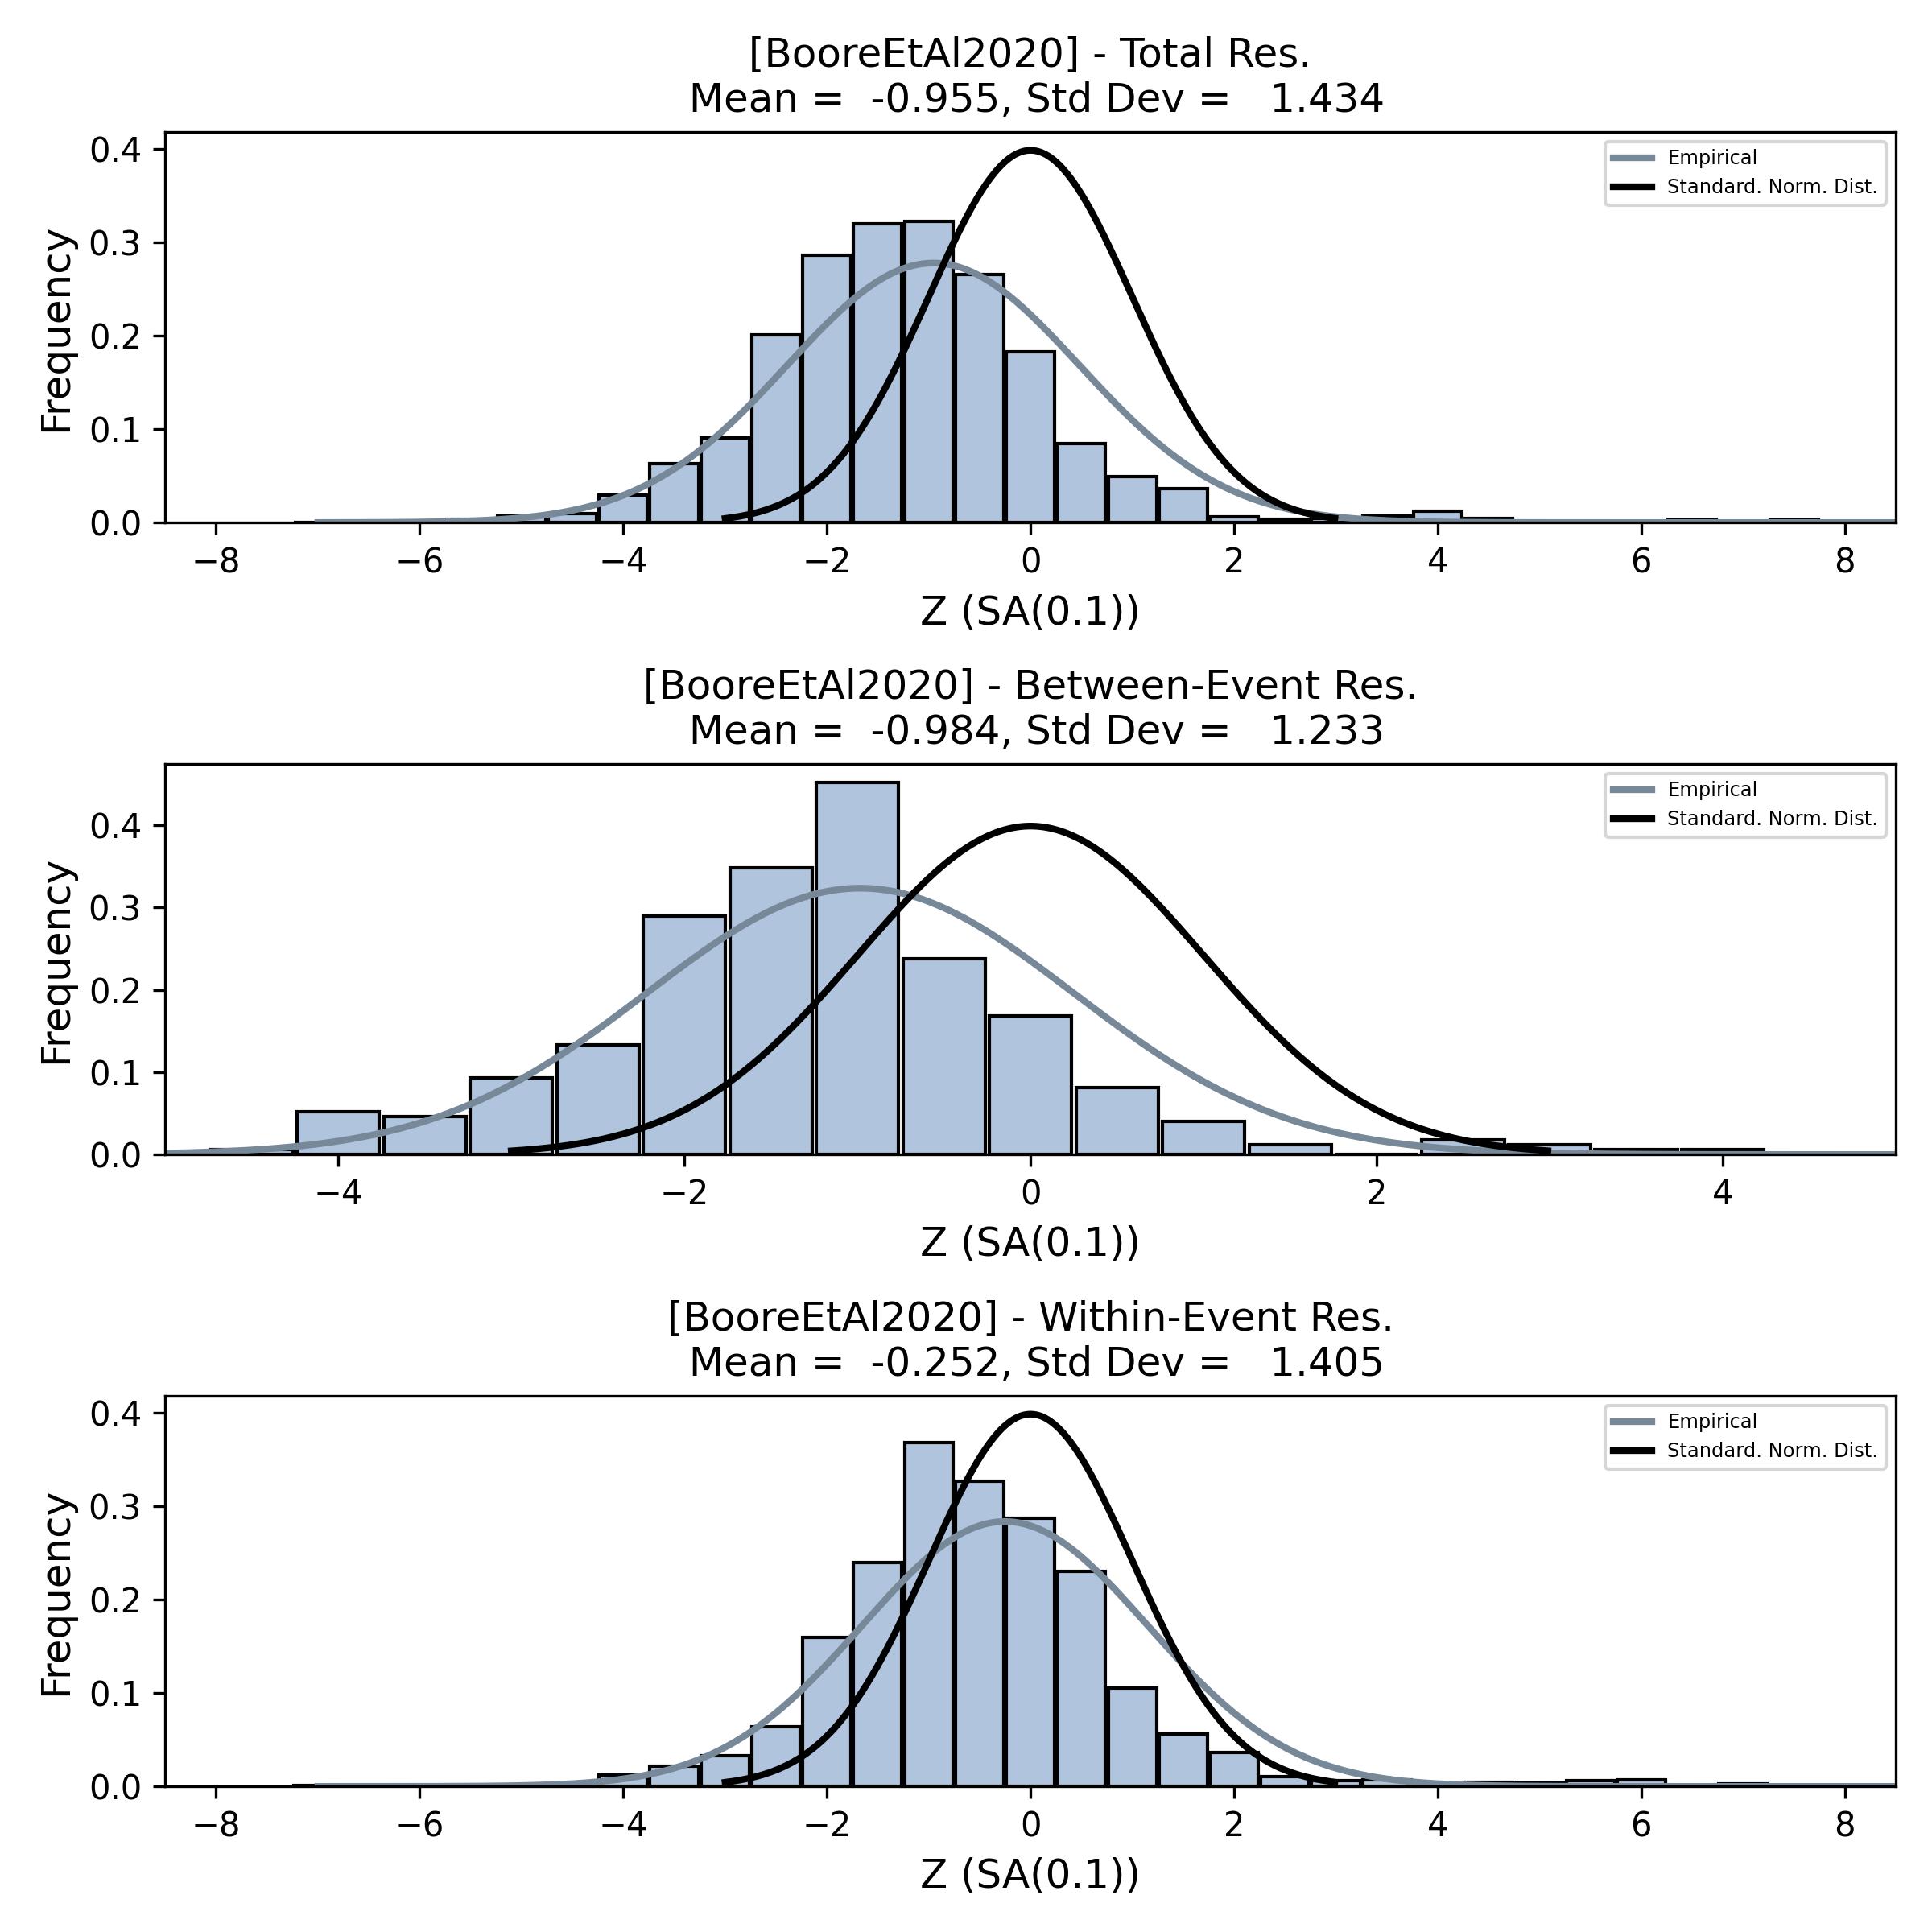 [BooreEtAl2020] - Total Res.
Mean =  -0.955, Std Dev =   1.434
Frequency
0.4
0.3
0.2
0.1
0.0
Empirical
Standard. Norm. Dist.
−8 −6 −4 −2 0 2 4 6 8
Z (SA(0.1))
[BooreEtAl2020] - Between-Event Res.
Mean =  -0.984, Std Dev =   1.233
Frequency
0.4
0.3
0.2
0.1
0.0
Empirical
Standard. Norm. Dist.
−4 −2 0 2 4
Z (SA(0.1))
[BooreEtAl2020] - Within-Event Res.
Mean =  -0.252, Std Dev =   1.405
Frequency
0.4
0.3
0.2
0.1
0.0
Empirical
Standard. Norm. Dist.
−8 −6 −4 −2 0 2 4 6 8
Z (SA(0.1))